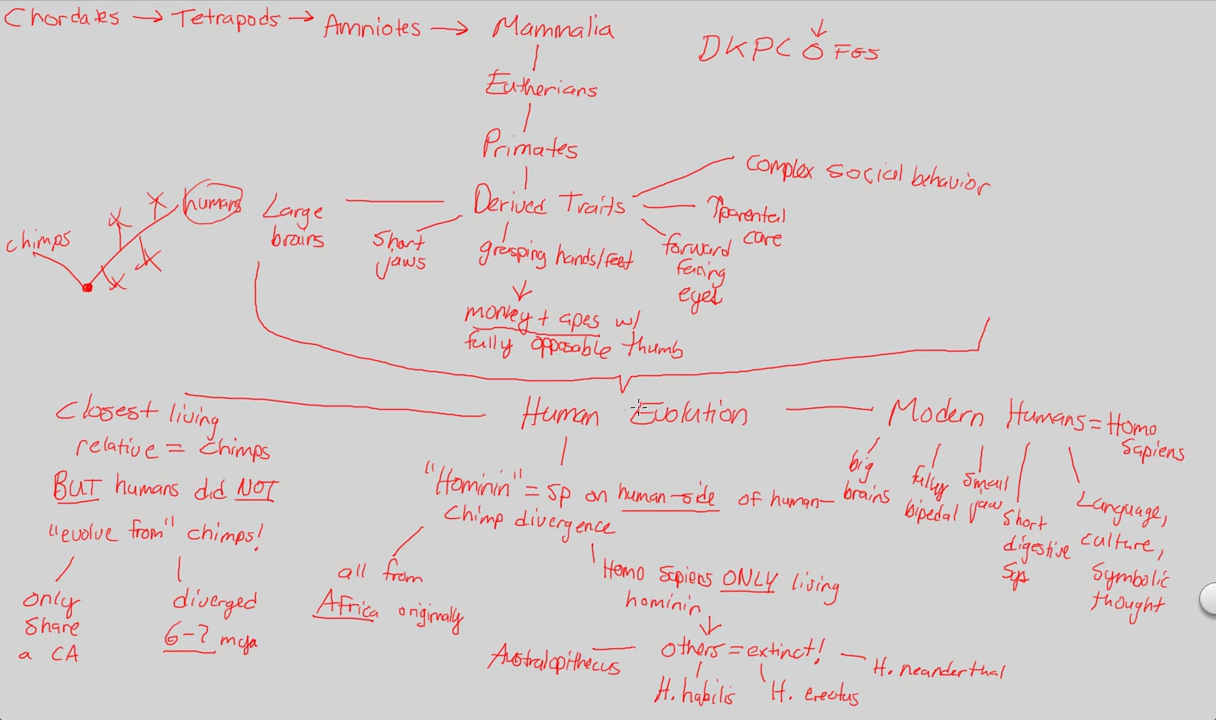 Chordates → Tetrapods → Amniotes → Mammalia
DKPC O FGS
Eutherians
Primates
Derived Traits
complex social behavior
↑parental
care
forward
facing
eyes
grasping hands/feet
monkey + apes w/
fully opposable thumb
short
jaws
Large
brains
humans
chimps
Human Evolution
Closest living
relative = chimps
BUT humans did NOT
"evolve from" chimps!
only
share
a CA
diverged
6-7 mya
"Hominin" = sp on human-side of human-
chimp divergence
all from
Africa originally
Homo sapiens ONLY living
hominin
others = extinct!
Australopithecus
H. habilis
H. erectus
H. neanderthal
Modern Humans = Homo
sapiens
big
brains
fully
bipedal
small
jaw
short
digestive
sys
Language,
culture,
symbolic
thought